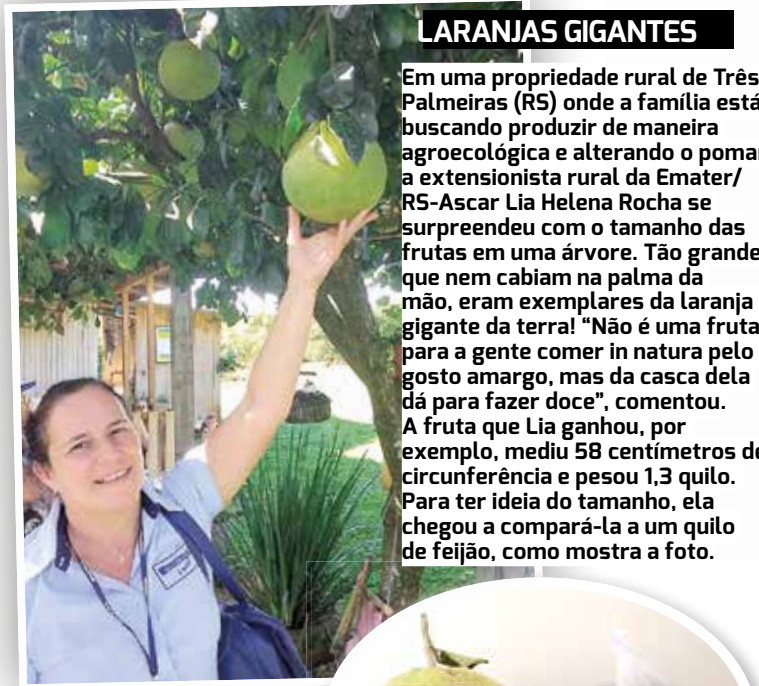 LARANJAS GIGANTES
Em uma propriedade rural de Três
Palmeiras (RS) onde a família está
buscando produzir de maneira
agroecológica e alterando o pomar
a extensionista rural da Emater/
RS-Ascar Lia Helena Rocha se
surpreendeu com o tamanho das
frutas em uma árvore. Tão grande
que nem cabiam na palma da
mão, eram exemplares da laranja
gigante da terra! “Não é uma fruta
para a gente comer in natura pelo
gosto amargo, mas da casca dela
dá para fazer doce”, comentou.
A fruta que Lia ganhou, por
exemplo, mediu 58 centímetros de
circunferência e pesou 1,3 quilo.
Para ter ideia do tamanho, ela
chegou a compará-la a um quilo
de feijão, como mostra a foto.